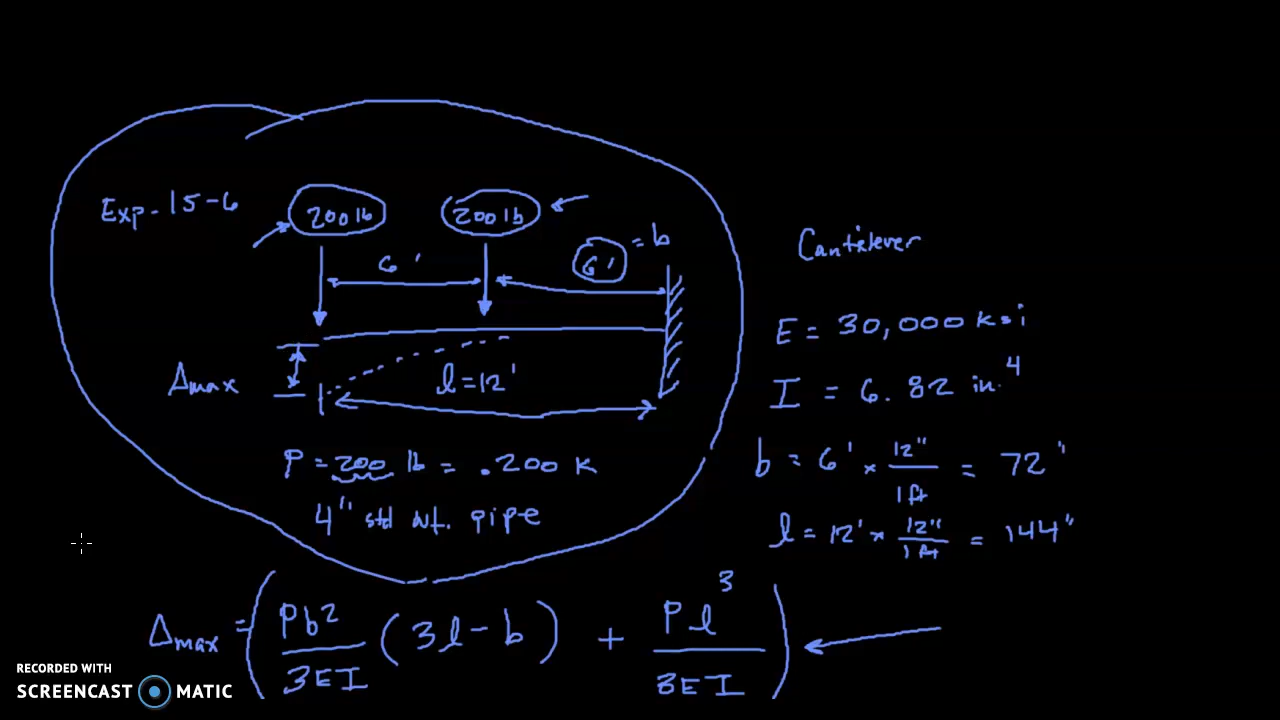 Exp-15-6
200 lb
200 lb
6'
6' = b
Δmax
l = 12'
P = 200 lb = .200 k
4" std wt. pipe
Cantilever
E = 30,000 ksi
I = 6.82 in.⁴
b = 6' × 12"/1ft = 72"
l = 12' × 12"/1ft = 144"
Δmax = (Pb²/3EI (3l - b) + Pl³/3EI)
RECORDED WITH
SCREENCAST MATIC